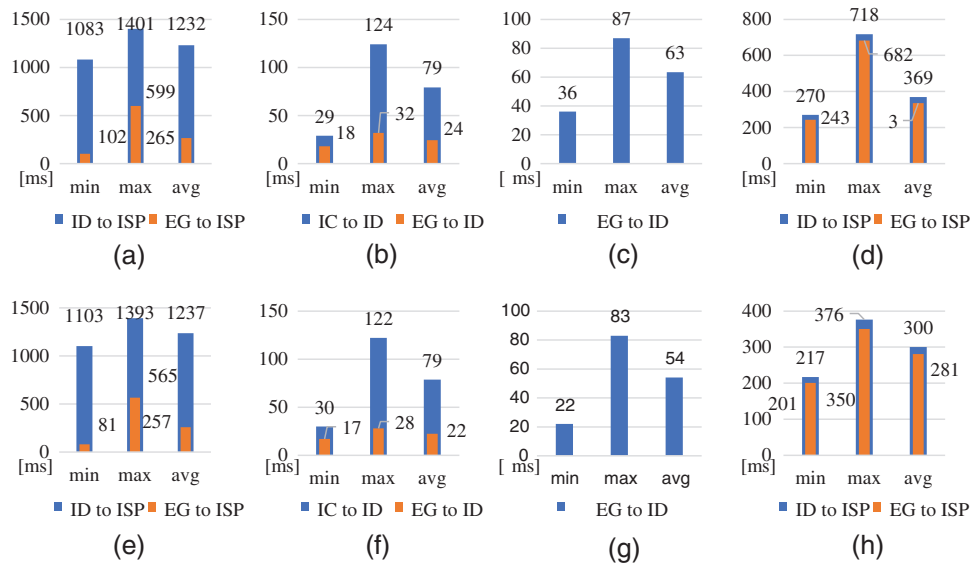 1083 1401 1232
1500
1000
500
0
599
102 265
[ms] min max avg
ID to ISP EG to ISP
(a)
150
100
50
0
124
79
29
18 32 24
[ms] min max avg
IC to ID EG to ID
(b)
100
80
60
40
20
0
87
63
36
[ ms] min max avg
EG to ID
(c)
800
600
400
200
0
718
682
369
270
243 3
[ms] min max avg
ID to ISP EG to ISP
(d)
1500
1000
500
0
1103 1393 1237
565
81 257
[ms] min max avg
ID to ISP EG to ISP
(e)
150
100
50
0
122
79
30
17 28 22
[ms] min max avg
IC to ID EG to ID
(f)
100
80
60
40
20
0
83
54
22
[ ms] min max avg
EG to ID
(g)
400
300
200
100
0
376
300
217
281
201 350
[ms] min max avg
ID to ISP EG to ISP
(h)